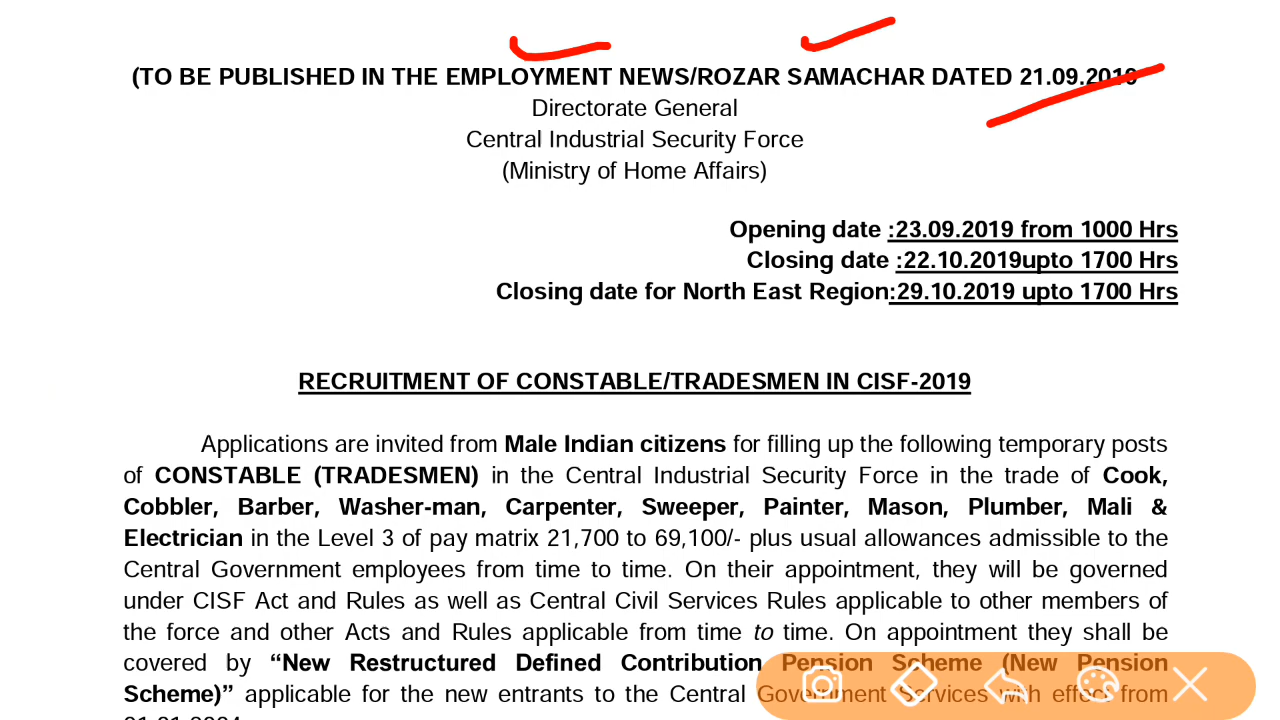 (TO BE PUBLISHED IN THE EMPLOYMENT NEWS/ROZAR SAMACHAR DATED 21.09.2019
Directorate General
Central Industrial Security Force
(Ministry of Home Affairs)
Opening date :23.09.2019 from 1000 Hrs
Closing date :22.10.2019upto 1700 Hrs
Closing date for North East Region:29.10.2019 upto 1700 Hrs
RECRUITMENT OF CONSTABLE/TRADESMEN IN CISF-2019
Applications are invited from Male Indian citizens for filling up the following temporary posts
of CONSTABLE (TRADESMEN) in the Central Industrial Security Force in the trade of Cook,
Cobbler, Barber, Washer-man, Carpenter, Sweeper, Painter, Mason, Plumber, Mali &
Electrician in the Level 3 of pay matrix 21,700 to 69,100/- plus usual allowances admissible to the
Central Government employees from time to time. On their appointment, they will be governed
under CISF Act and Rules as well as Central Civil Services Rules applicable to other members of
the force and other Acts and Rules applicable from time to time. On appointment they shall be
covered by “New Restructured Defined Contribution Pension Scheme (New Pension
Scheme)” applicable for the new entrants to the Central Government Services with effect from